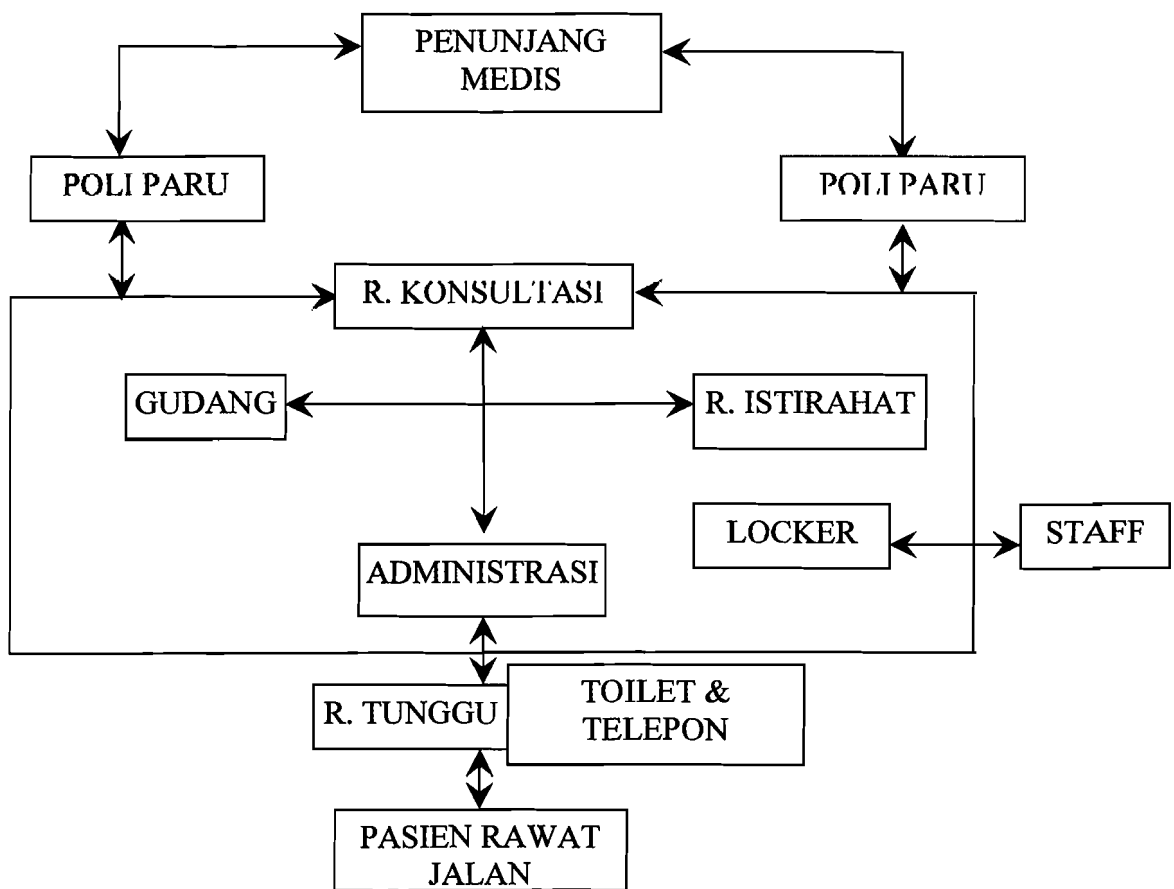 PENUNJANG
MEDIS
POLI PARU
POLI PARU
R. KONSULTASI
GUDANG
R. ISTIRAHAT
LOCKER
STAFF
ADMINISTRASI
R. TUNGGU
TOILET &
TELEPON
PASIEN RAWAT
JALAN